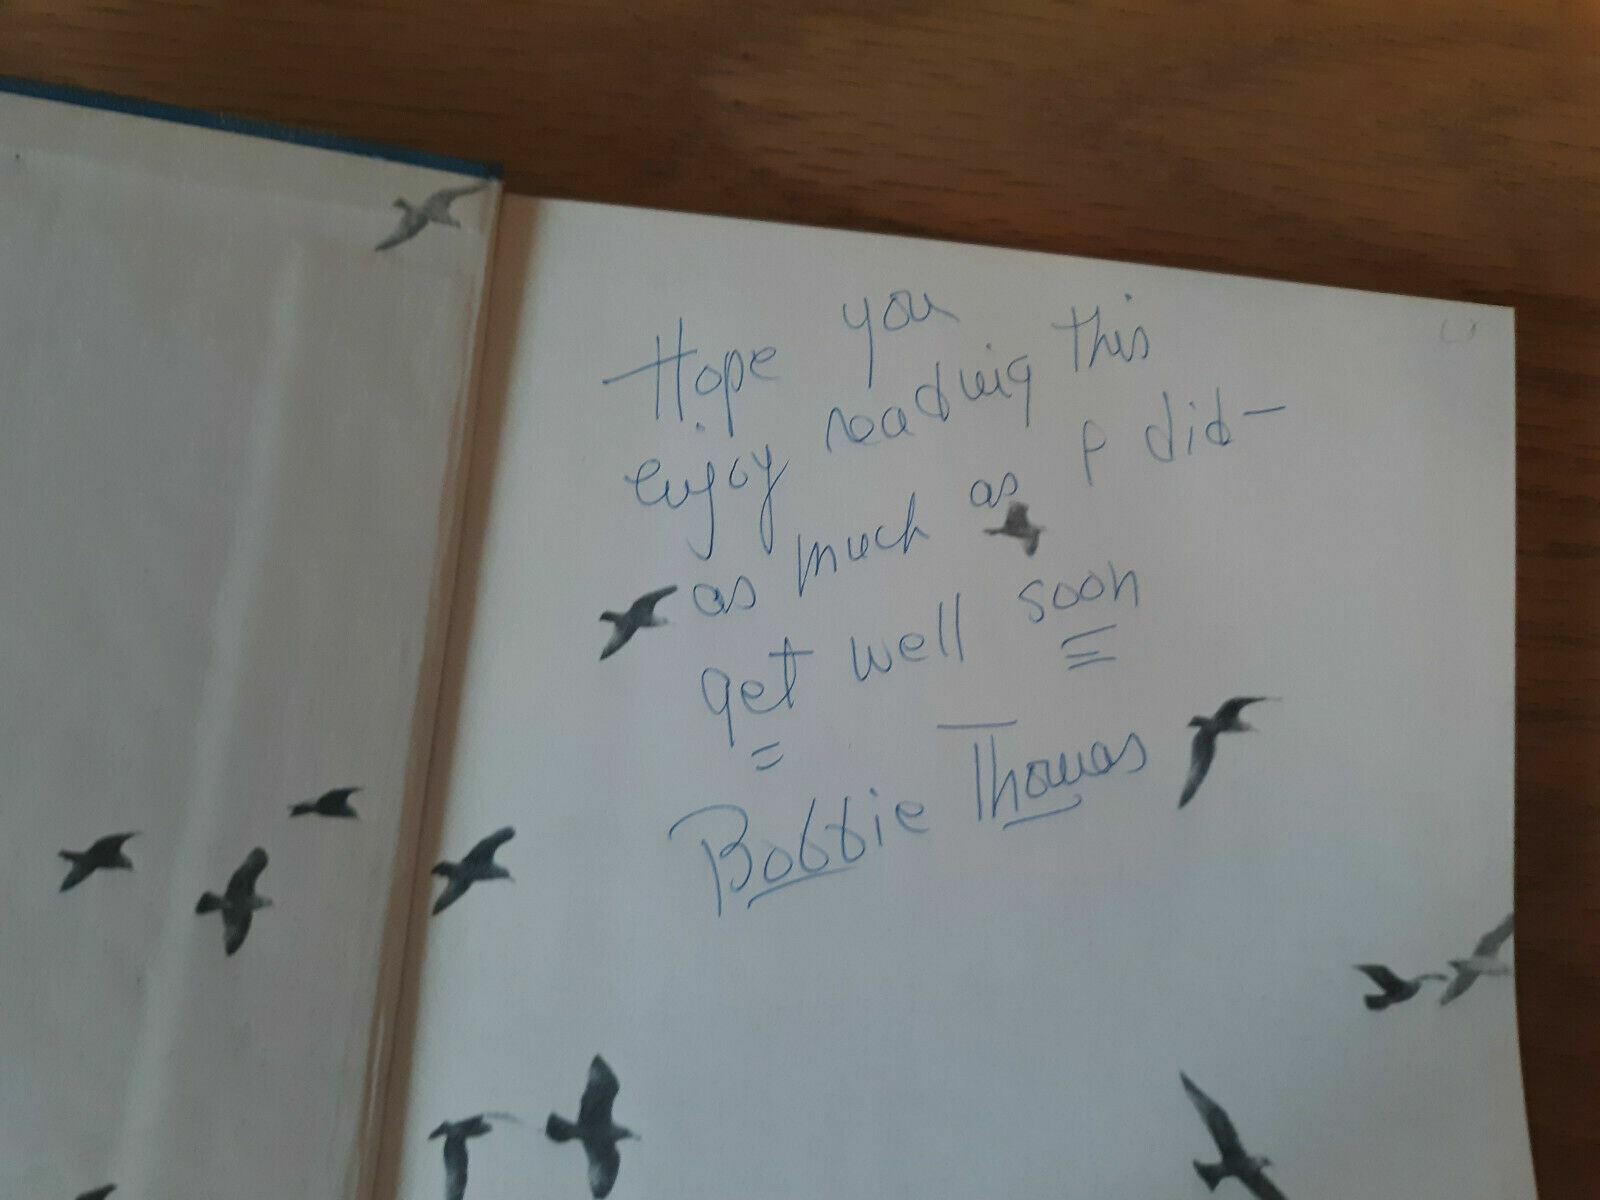 Hope you
enjoy reading this
as much as I did-
get well soon
Bobbie Thomas